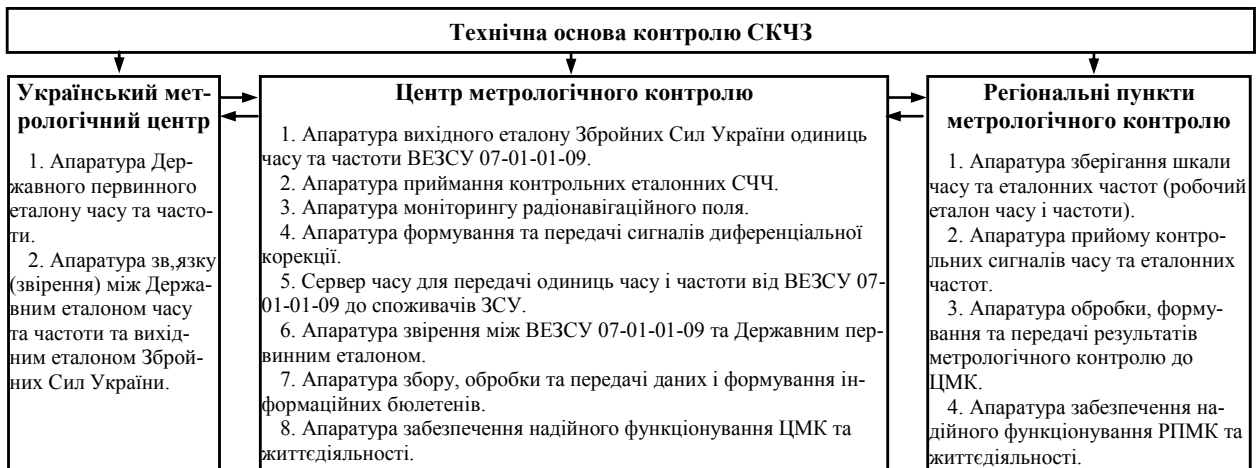 Технічна основа контролю СКЧЗ
Український мет-
рологічний центр
1. Апаратура Дер-
жавного первинного
еталону часу та часто-
ти.
2. Апаратура зв„язку
(звірення) між Держа-
вним еталоном часу
та частоти та вихід-
ним еталоном Зброй-
них Сил України.
Центр метрологічного контролю
1. Апаратура вихідного еталону Збройних Сил України одиниць
часу та частоти ВЕЗСУ 07-01-01-09.
2. Апаратура приймання контрольних еталонних СЧЧ.
3. Апаратура моніторингу радіонавігаційного поля.
4. Апаратура формування та передачі сигналів диференціальної
корекції.
5. Сервер часу для передачі одиниць часу і частоти від ВЕЗСУ 07-
01-01-09 до споживачів ЗСУ.
6. Апаратура звірення між ВЕЗСУ 07-01-01-09 та Державним пер-
винним еталоном.
7. Апаратура збору, обробки та передачі даних і формування ін-
формаційних бюлетенів.
8. Апаратура забезпечення надійного функціонування ЦМК та
життєдіяльності.
Регіональні пункти
метрологічного контролю
1. Апаратура зберігання шкали
часу та еталонних частот (робочий
еталон часу і частоти).
2. Апаратура прийому контро-
льних сигналів часу та еталонних
частот.
3. Апаратура обробки, форму-
вання та передачі результатів
метрологічного контролю до
ЦМК.
4. Апаратура забезпечення на-
дійного функціонування РПМК та
життєдіяльності.